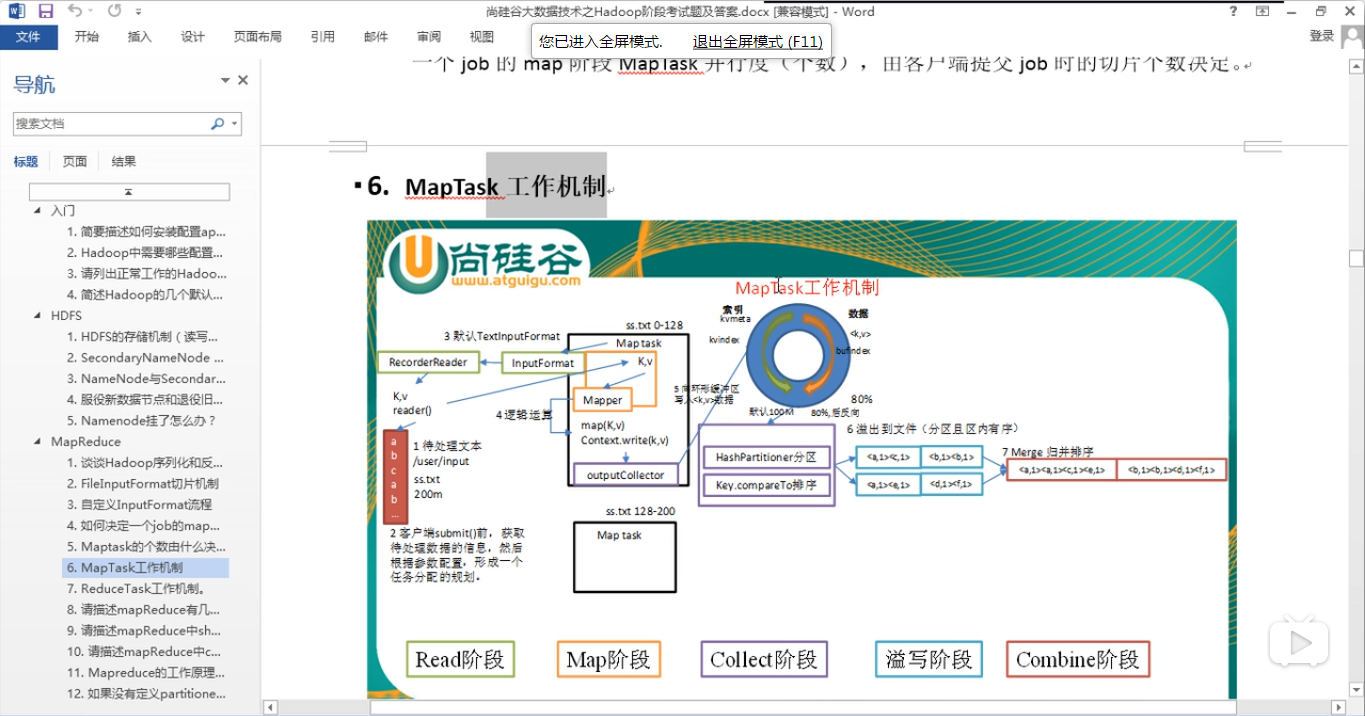 尚硅谷大数据技术之Hadoop阶段考试题及答案.docx [兼容模式] - Word
文件 开始 插入 设计 页面布局 引用 邮件 审阅 视图 登录
您已进入全屏模式. 退出全屏模式 (F11)
导航
搜索文档
标题 页面 结果
入门
1. 简要描述如何安装配置ap...
2. Hadoop中需要哪些配置...
3. 请列出正常工作的Hadoo...
4. 简述Hadoop的几个默认...
HDFS
1. HDFS的存储机制（读写...
2. SecondaryNameNode ...
3. NameNode与Secondar...
4. 服役新数据节点和退役旧...
5. Namenode挂了怎么办？
MapReduce
1. 谈谈Hadoop序列化和反...
2. FileInputFormat切片机制
3. 自定义InputFormat流程
4. 如何决定一个job的map...
5. Maptask的个数由什么决...
6. MapTask工作机制
7. ReduceTask工作机制。
8. 请描述mapReduce有几...
9. 请描述mapReduce中sh...
10. 请描述mapReduce中c...
11. Mapreduce的工作原理...
12. 如果没有定义partitione...
一个 job 的 map 阶段 MapTask 并行度（个数），由客户端提交 job 时的切片个数决定。
6. MapTask 工作机制
尚硅谷
www.atguigu.com
MapTask工作机制
索引
kvmeta
kvindex
数据
<k,v>
bufindex
80%
默认100M
80%,后反向
ss.txt 0-128
3 默认TextInputFormat
Map task
RecorderReader
InputFormat
K,v
K,v
reader()
Mapper
4 逻辑运算
5 向环形缓冲区
写入<k,v>数据
map(K,v)
Context.write(k,v)
outputCollector
a
b
c
a
b
...
1 待处理文本
/user/input
ss.txt
200m
2 客户端submit()前，获取
待处理数据的信息，然后
根据参数配置，形成一个
任务分配的规划。
ss.txt 128-200
Map task
HashPartitioner分区
Key.compareTo排序
6 溢出到文件（分区且区内有序）
<a,1><c,1> <b,1><b,1>
<a,1><e,1> <d,1><f,1>
7 Merge 归并排序
<a,1><a,1><c,1><e,1> <b,1><b,1><d,1><f,1>
Read阶段 Map阶段 Collect阶段 溢写阶段 Combine阶段